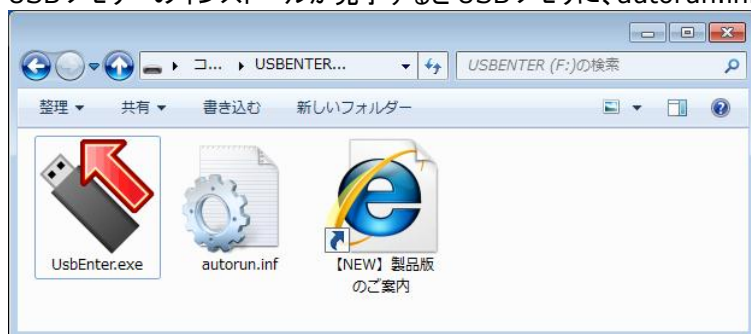 USBメモリーのインストールが完了するとUSBメモリに、autorun.in
コ... USBENTER... USBENTER (F:)の検索
整理 共有 書き込む 新しいフォルダー
UsbEnter.exe autorun.inf 【NEW】製品版
のご案内